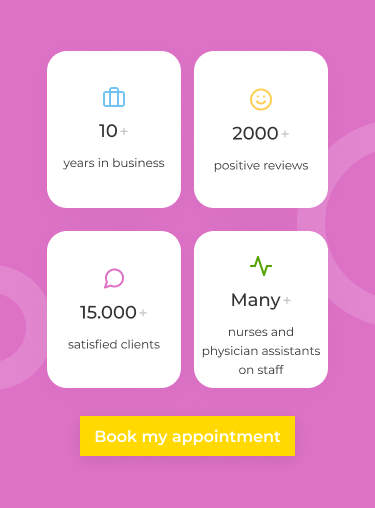 10+
years in business
2000+
positive reviews
15.000+
satisfied clients
Many+
nurses and
physician assistants
on staff
Book my appointment